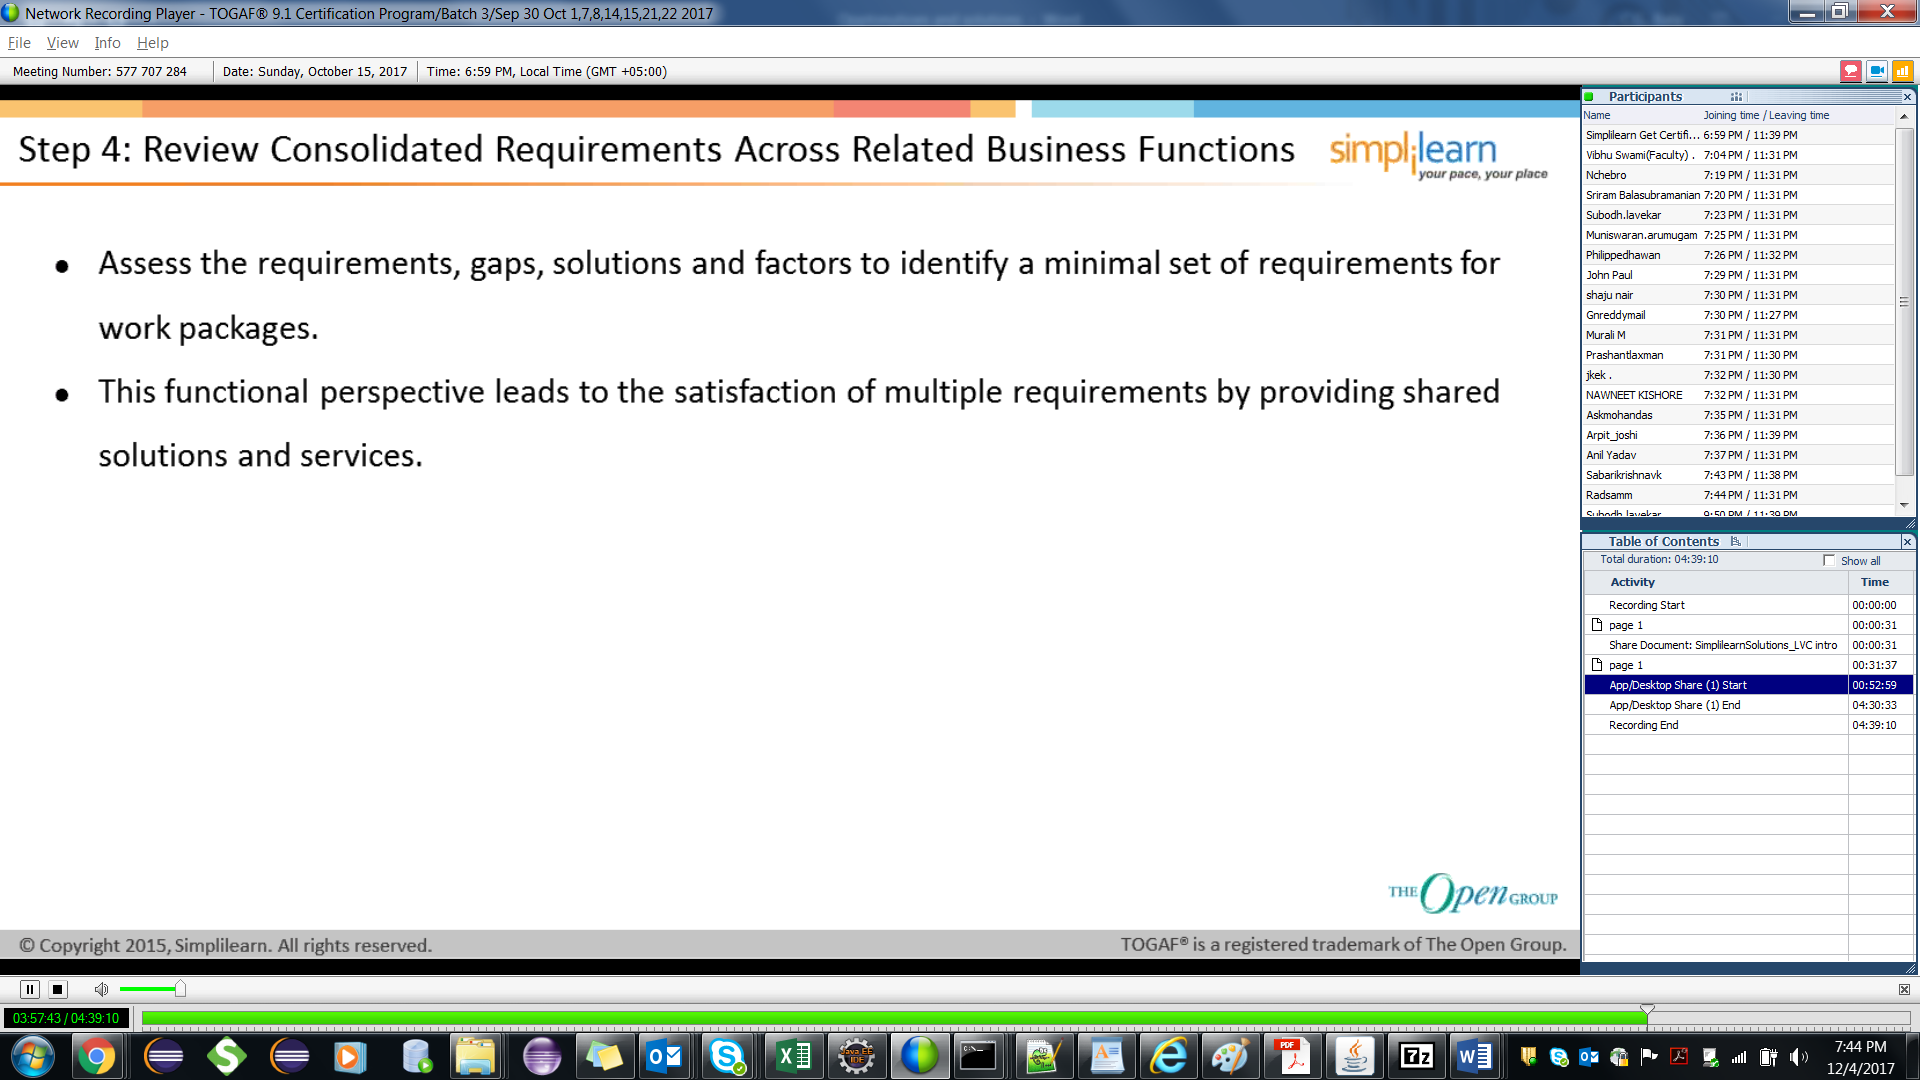 Network Recording Player - TOGAF® 9.1 Certification Program/Batch 3/Sep 30 Oct 1,7,8,14,15,21,22 2017
File View Info Help
Meeting Number: 577 707 284 Date: Sunday, October 15, 2017 Time: 6:59 PM, Local Time (GMT +05:00)
Step 4: Review Consolidated Requirements Across Related Business Functions
simplilearn
your pace, your place
• Assess the requirements, gaps, solutions and factors to identify a minimal set of requirements for
work packages.
• This functional perspective leads to the satisfaction of multiple requirements by providing shared
solutions and services.
THE Open GROUP
© Copyright 2015, Simplilearn. All rights reserved.
TOGAF® is a registered trademark of The Open Group.
Participants
Name Joining time / Leaving time
Simplilearn Get Certifi... 6:59 PM / 11:39 PM
Vibhu Swami(Faculty) . 7:04 PM / 11:31 PM
Nchebro 7:19 PM / 11:31 PM
Sriram Balasubramanian 7:20 PM / 11:31 PM
Subodh.lavekar 7:23 PM / 11:31 PM
Muniswaran.arumugam 7:25 PM / 11:31 PM
Philippedhawan 7:26 PM / 11:32 PM
John Paul 7:29 PM / 11:31 PM
shaju nair 7:30 PM / 11:31 PM
Gnreddymail 7:30 PM / 11:27 PM
Murali M 7:31 PM / 11:31 PM
Prashantlaxman 7:31 PM / 11:30 PM
jkek . 7:32 PM / 11:30 PM
NAWNEET KISHORE 7:32 PM / 11:31 PM
Askmohandas 7:35 PM / 11:31 PM
Arpit_joshi 7:36 PM / 11:39 PM
Anil Yadav 7:37 PM / 11:31 PM
Sabarikrishnavk 7:43 PM / 11:38 PM
Radsamm 7:44 PM / 11:31 PM
Subodh.lavekar 9:50 PM / 11:39 PM
Table of Contents
Total duration: 04:39:10 Show all
Activity Time
Recording Start 00:00:00
page 1 00:00:31
Share Document: SimplilearnSolutions_LVC intro 00:00:31
page 1 00:31:37
App/Desktop Share (1) Start 00:52:59
App/Desktop Share (1) End 04:30:33
Recording End 04:39:10
03:57:43 / 04:39:10
Java EE
IDE
PDF
7z
7:44 PM
12/4/2017